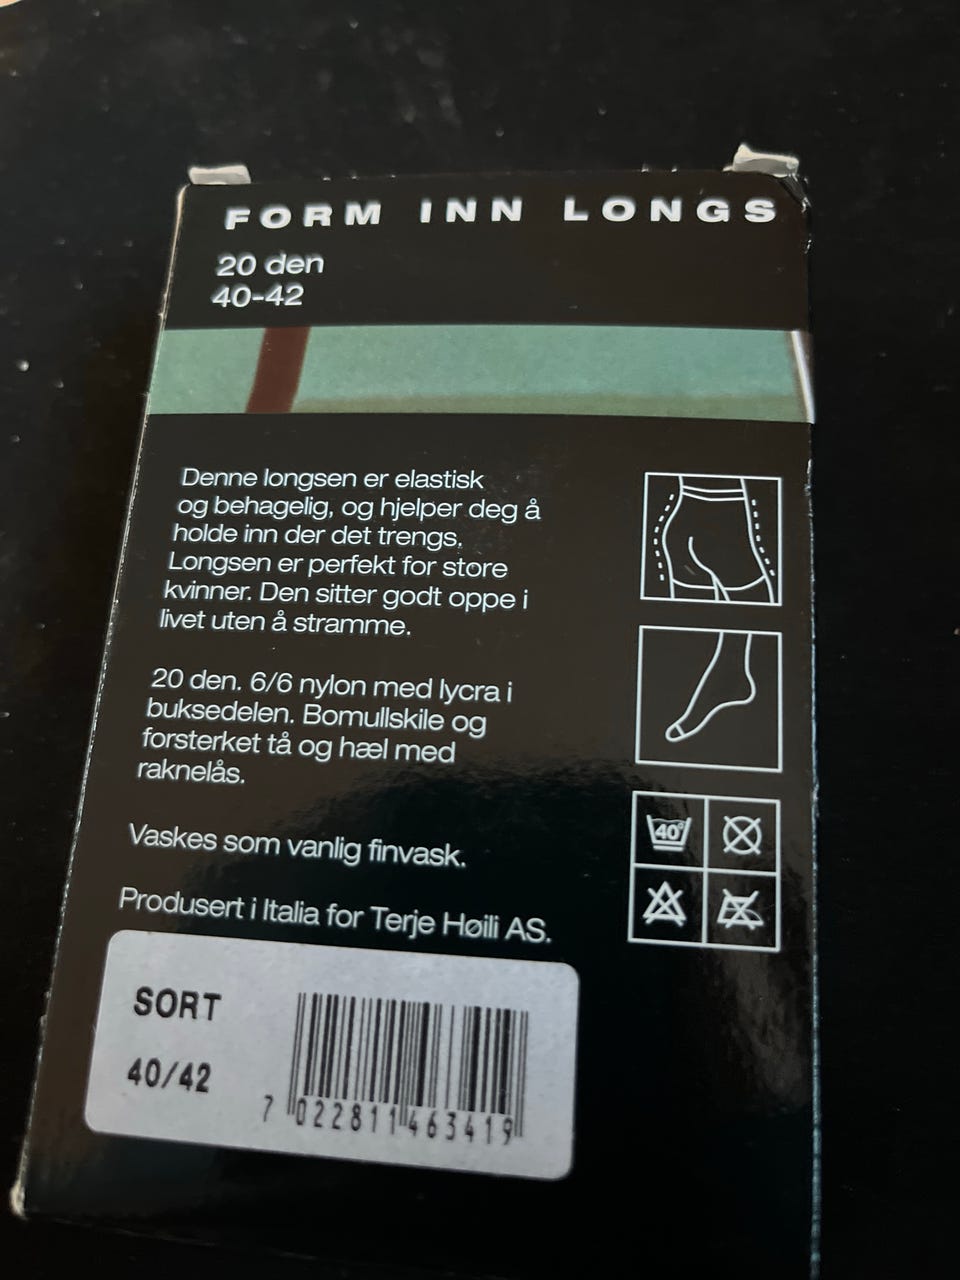 FORM INN LONGS
20 den
40-42
Denne longsen er elastisk
og behagelig, og hjelper deg å
holde inn der det trengs.
Longsen er perfekt for store
kvinner. Den sitter godt oppe i
livet uten å stramme.
20 den. 6/6 nylon med lycra i
buksedelen. Bomullskile og
forsterket tå og hæl med
raknelås.
40°
Vaskes som vanlig finvask.
Produsert i Italia for Terje Høili AS.
SORT
40/42
7 022811 463419